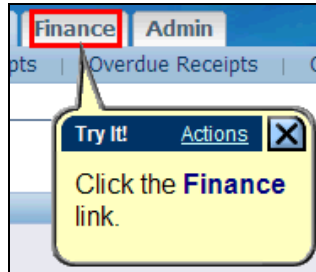 Finance Admin
pts | Overdue Receipts |
Try It! Actions X
Click the Finance
link.